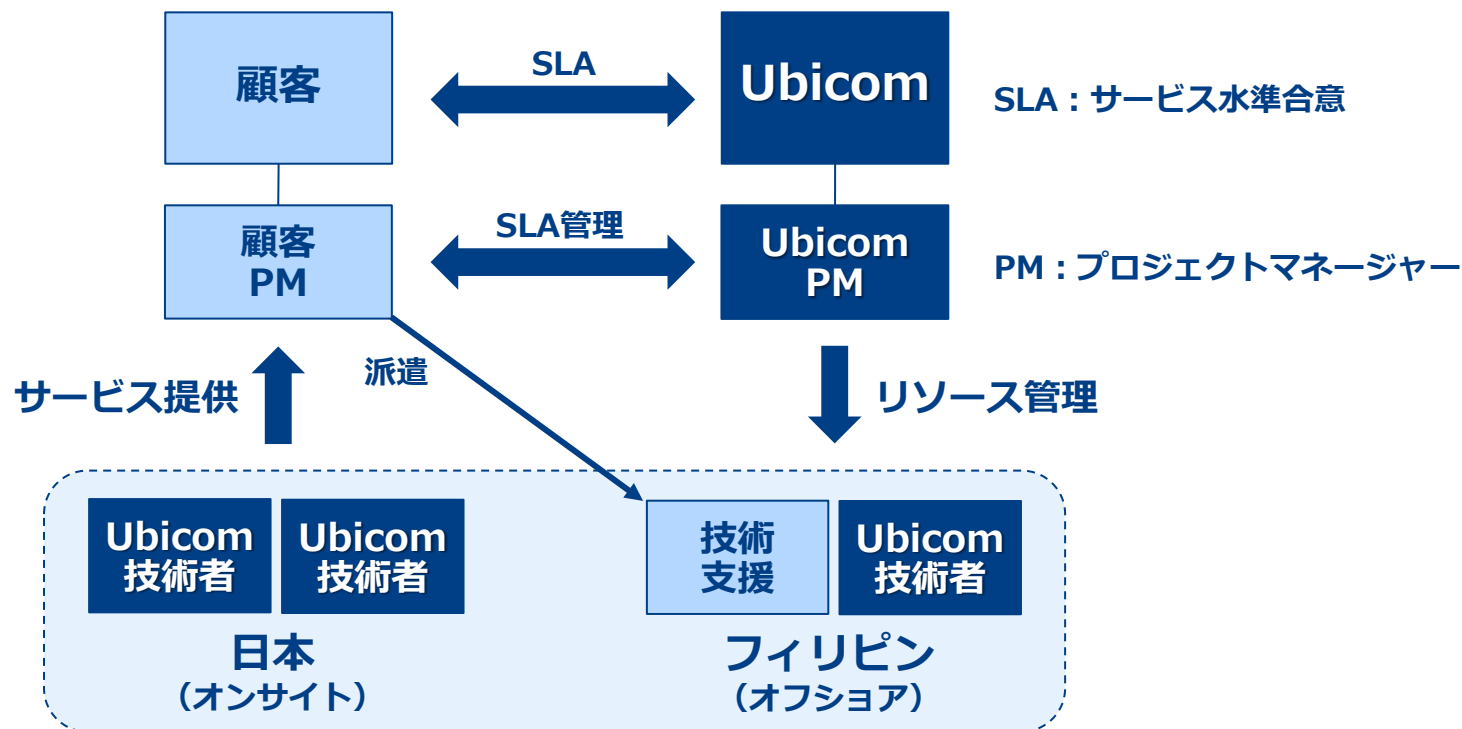 顧客
SLA
Ubicom
SLA：サービス水準合意
顧客
PM
SLA管理
Ubicom
PM
PM：プロジェクトマネージャー
サービス提供
派遣
リソース管理
Ubicom
技術者
Ubicom
技術者
技術
支援
Ubicom
技術者
日本
（オンサイト）
フィリピン
（オフショア）